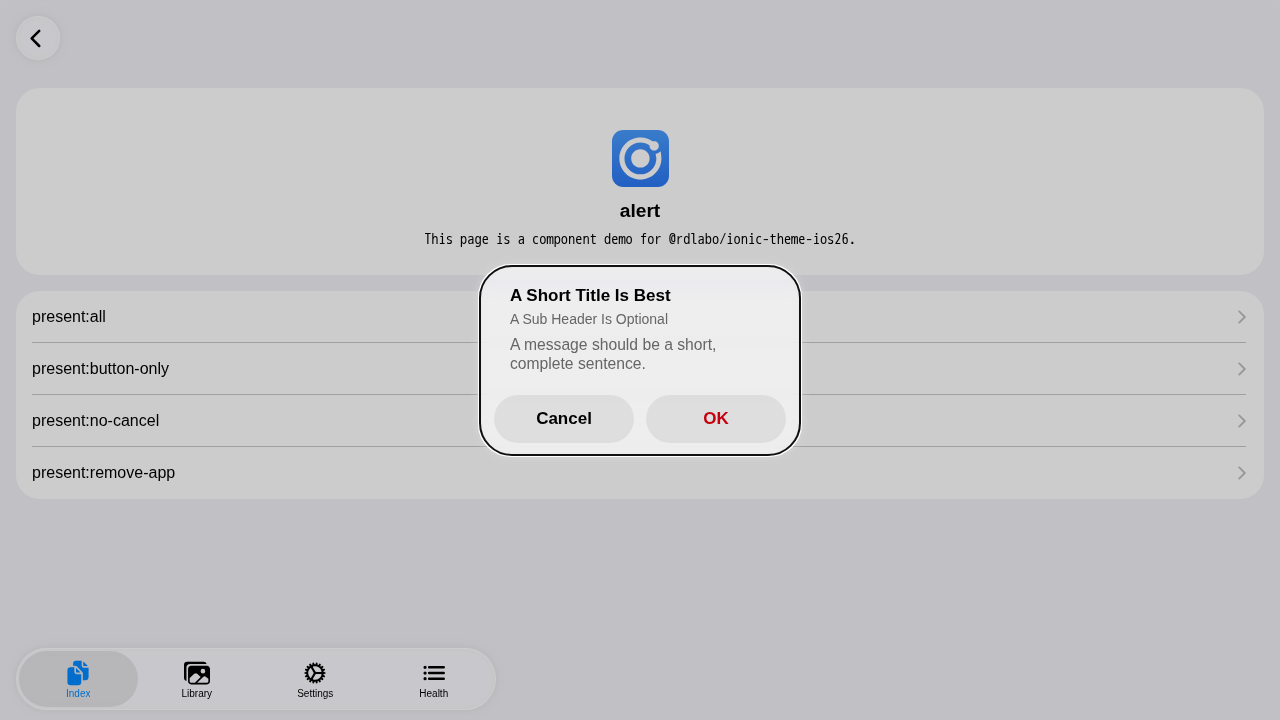 alert
This page is a component demo for @rdlabo/ionic-theme-ios26.
A Short Title Is Best
A Sub Header Is Optional
A message should be a short,
complete sentence.
Cancel
OK
present:all
present:button-only
present:no-cancel
present:remove-app
Index
Library
Settings
Health